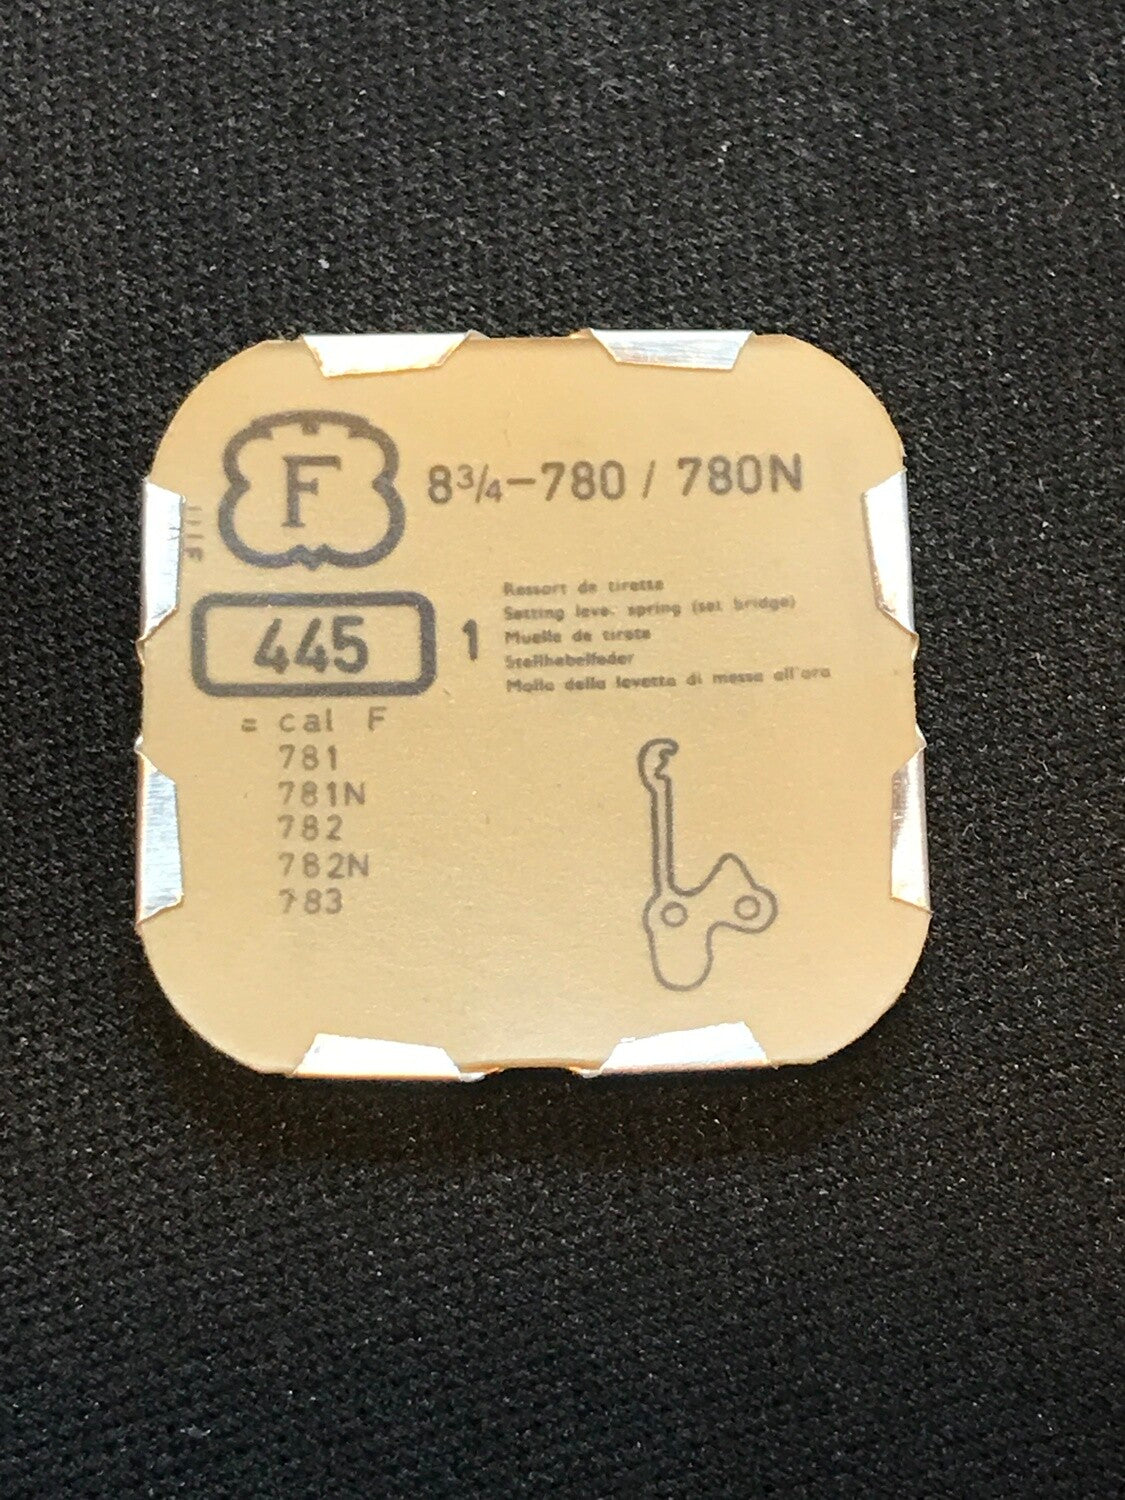 F
8¾–780 / 780N
445
1
Ressort de tirette
Setting lever spring (set bridge)
Muelle de tirete
Stellhebelfeder
Molla della levetta di messa all'ora
= cal F
781
781N
782
782N
783